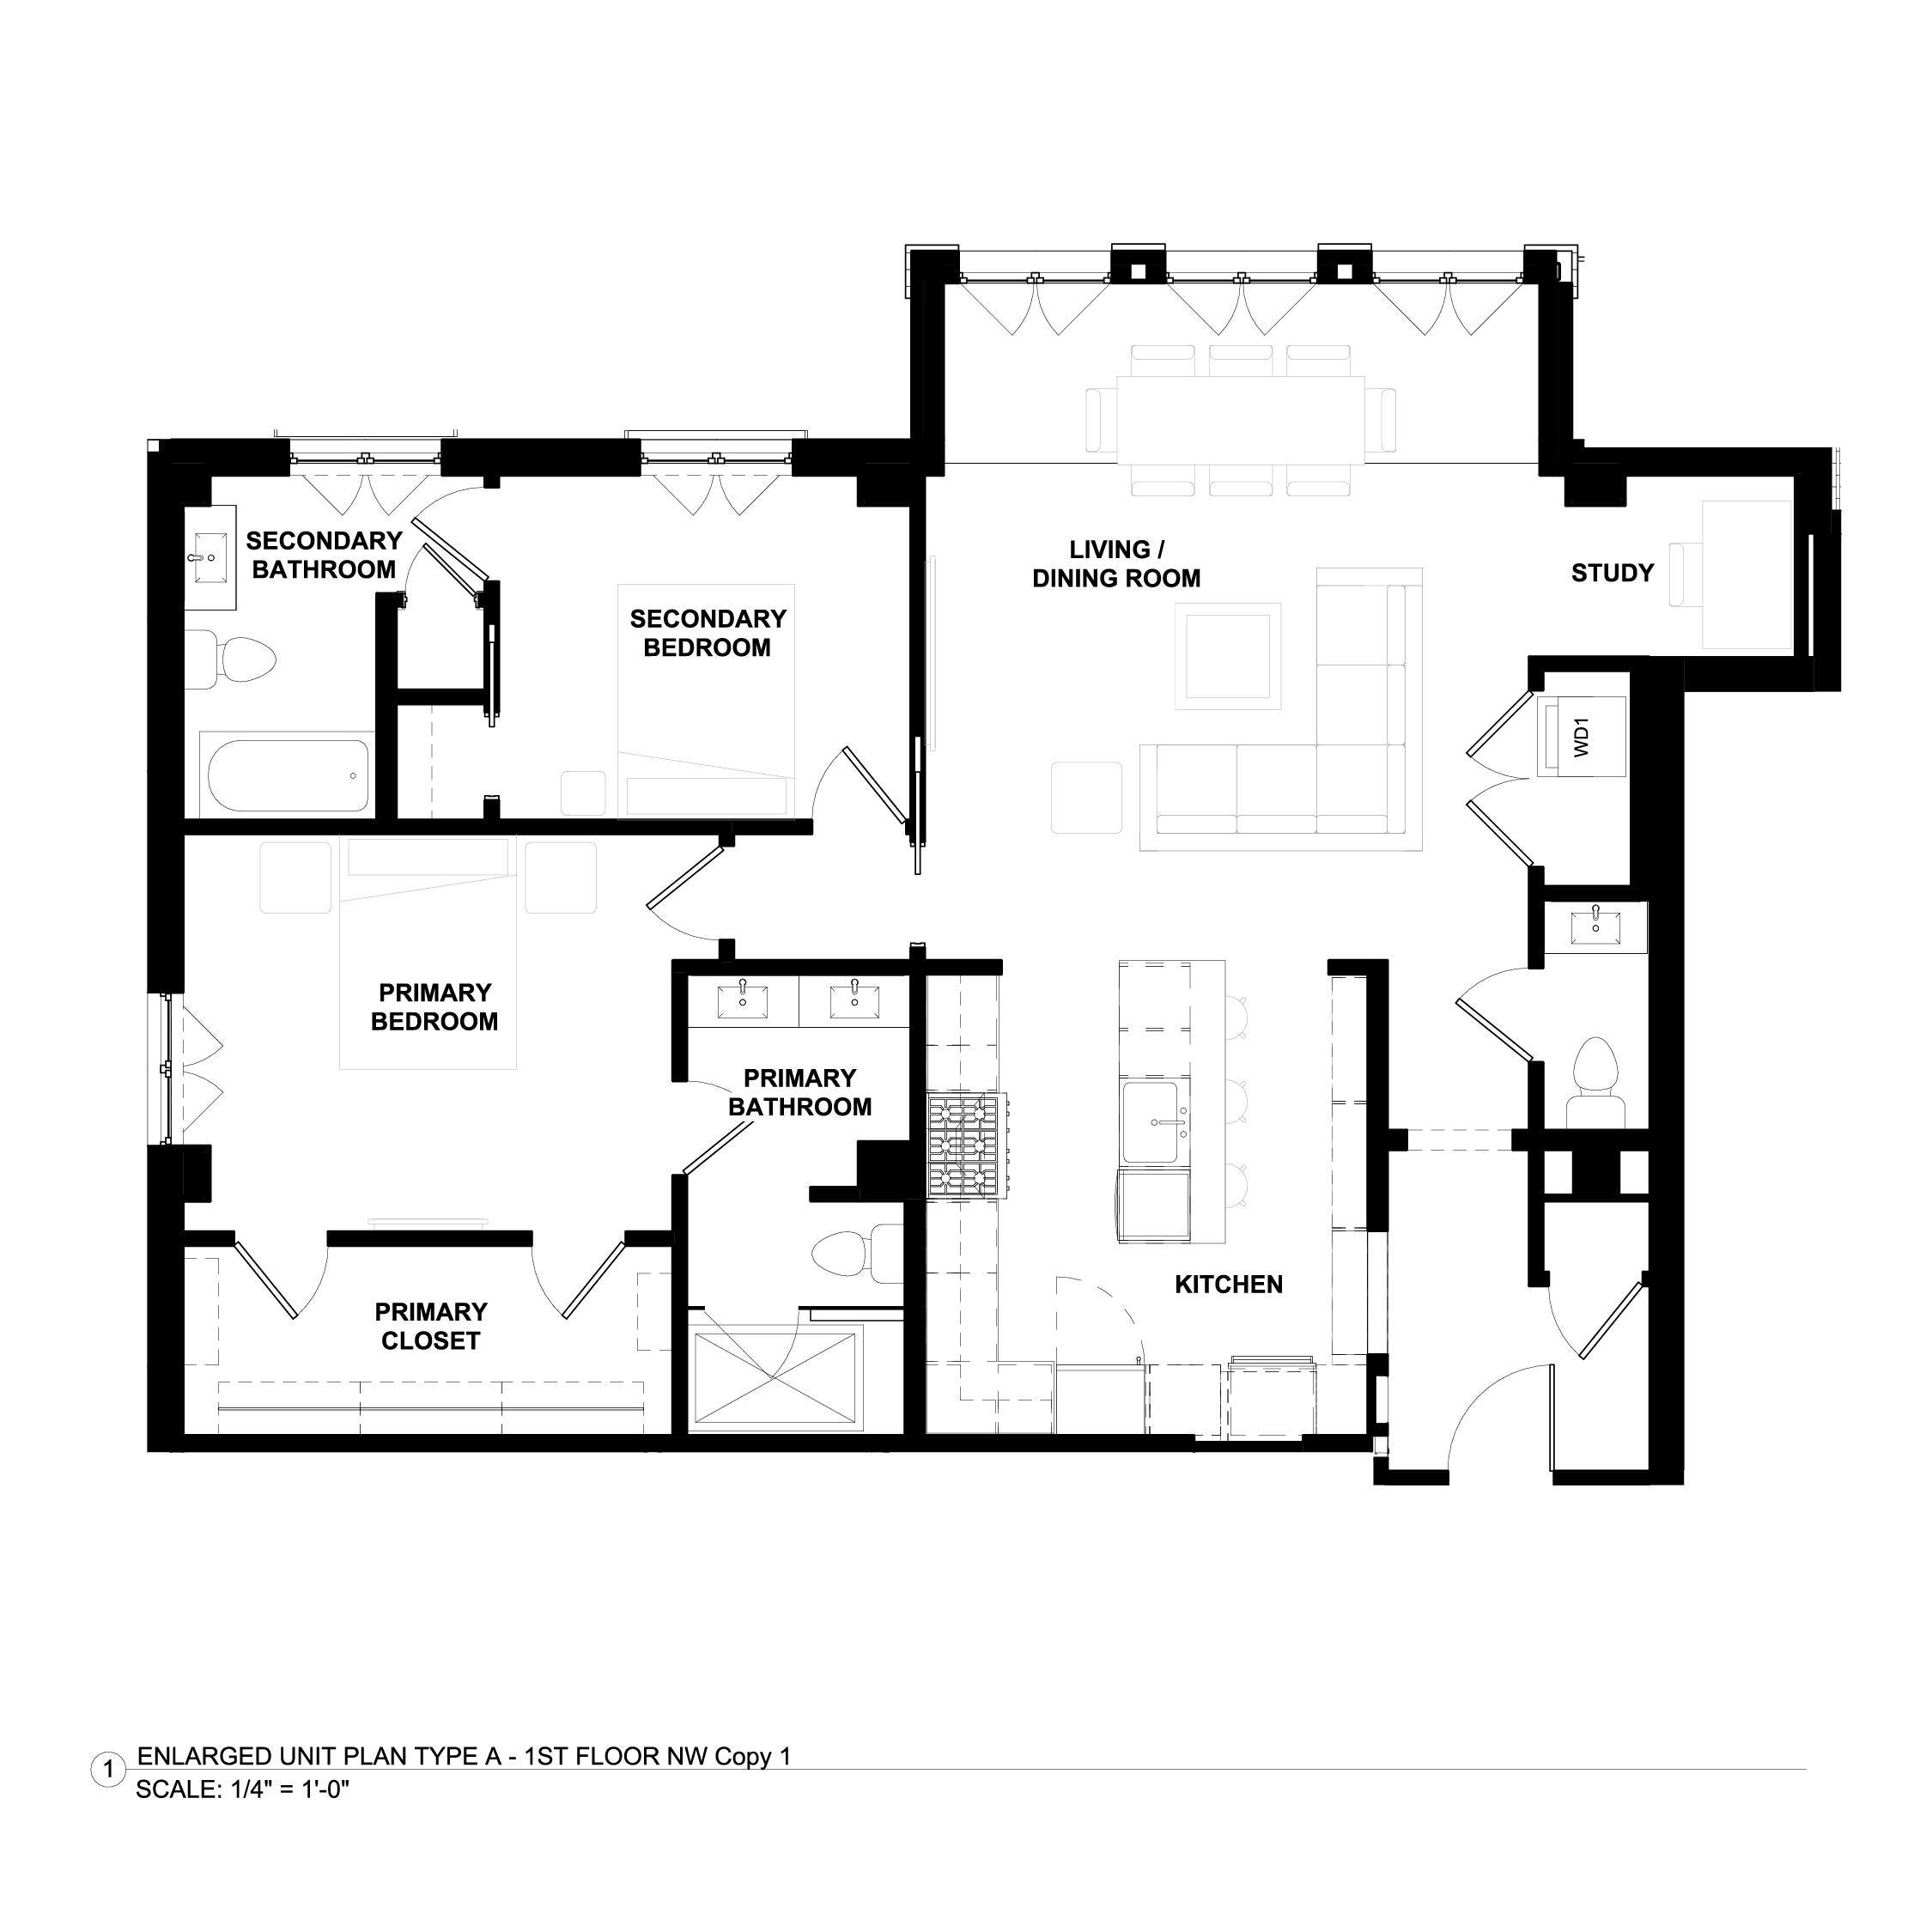 SECONDARY
BATHROOM
SECONDARY
BEDROOM
LIVING /
DINING ROOM
STUDY
WD1
PRIMARY
BEDROOM
PRIMARY
BATHROOM
KITCHEN
PRIMARY
CLOSET
1
ENLARGED UNIT PLAN TYPE A - 1ST FLOOR NW Copy 1
SCALE: 1/4" = 1'-0"